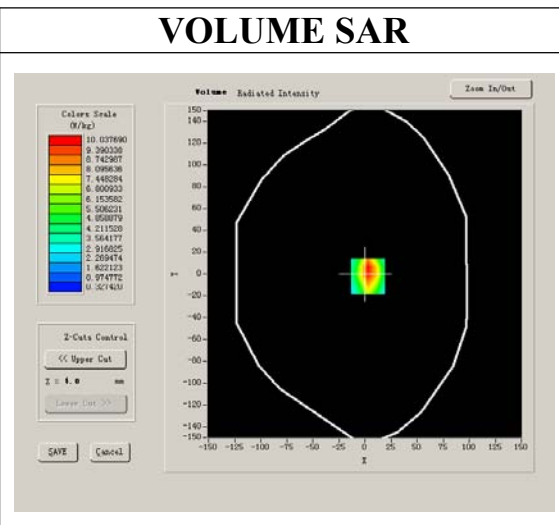 VOLUME SAR
Volume Radiated Intensity
Zoom In/Out
Colors Scale
(W/kg)
10.037690
9.390338
8.742987
8.095636
7.448284
6.800933
6.153582
5.506231
4.858879
4.211528
3.564177
2.916825
2.269474
1.622123
0.974772
0.327420
150
140
100
80
60
40
20
0
-20
-40
-60
-80
-100
-120
-140
-150
Y
-150 -125 -100 -75 -50 -25 0 25 50 75 100 125 150
X
Z-Cuts Control
<< Upper Cut
Z = 4.0 mm
Lower Cut >>
SAVE Cancel